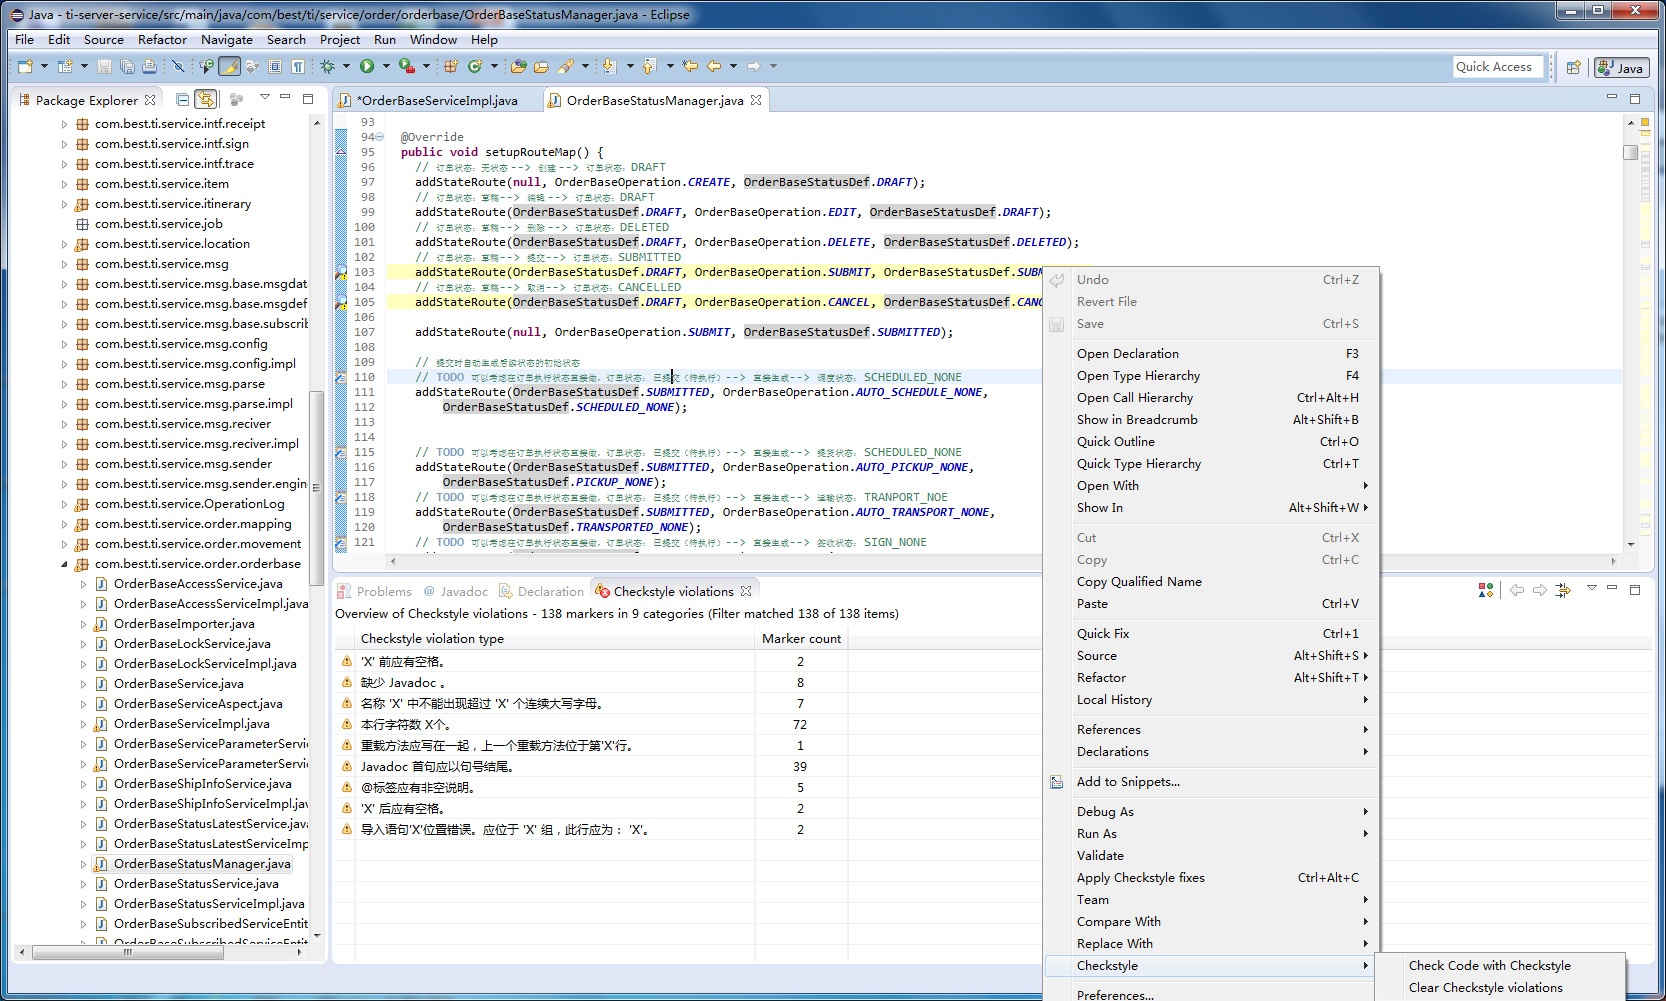 Java - ti-server-service/src/main/java/com/best/ti/service/order/orderbase/OrderBaseStatusManager.java - Eclipse
File Edit Source Refactor Navigate Search Project Run Window Help
Quick Access
Java
Package Explorer
com.best.ti.service.intf.receipt
com.best.ti.service.intf.sign
com.best.ti.service.intf.trace
com.best.ti.service.item
com.best.ti.service.itinerary
com.best.ti.service.job
com.best.ti.service.location
com.best.ti.service.msg
com.best.ti.service.msg.base.msgdat
com.best.ti.service.msg.base.msgdef
com.best.ti.service.msg.base.subscrib
com.best.ti.service.msg.config
com.best.ti.service.msg.config.impl
com.best.ti.service.msg.parse
com.best.ti.service.msg.parse.impl
com.best.ti.service.msg.reciver
com.best.ti.service.msg.reciver.impl
com.best.ti.service.msg.sender
com.best.ti.service.msg.sender.engin
com.best.ti.service.OperationLog
com.best.ti.service.order.mapping
com.best.ti.service.order.movement
com.best.ti.service.order.orderbase
OrderBaseAccessService.java
OrderBaseAccessServiceImpl.java
OrderBaseImporter.java
OrderBaseLockService.java
OrderBaseLockServiceImpl.java
OrderBaseService.java
OrderBaseServiceAspect.java
OrderBaseServiceImpl.java
OrderBaseServiceParameterServi
OrderBaseServiceParameterServi
OrderBaseShipInfoService.java
OrderBaseShipInfoServiceImpl.jav
OrderBaseStatusLatestService.java
OrderBaseStatusLatestServiceImp
OrderBaseStatusManager.java
OrderBaseStatusService.java
OrderBaseStatusServiceImpl.java
OrderBaseSubscribedServiceEntit
OrderBaseSubscribedServiceEntit
*OrderBaseServiceImpl.java
OrderBaseStatusManager.java
93
94 @Override
95 public void setupRouteMap() {
96 // 订单状态：无状态 --> 创建 --> 订单状态：DRAFT
97 addStateRoute(null, OrderBaseOperation.CREATE, OrderBaseStatusDef.DRAFT);
98 // 订单状态：草稿--> 编辑 --> 订单状态：DRAFT
99 addStateRoute(OrderBaseStatusDef.DRAFT, OrderBaseOperation.EDIT, OrderBaseStatusDef.DRAFT);
100 // 订单状态：草稿--> 删除 --> 订单状态：DELETED
101 addStateRoute(OrderBaseStatusDef.DRAFT, OrderBaseOperation.DELETE, OrderBaseStatusDef.DELETED);
102 // 订单状态：草稿--> 提交--> 订单状态：SUBMITTED
103 addStateRoute(OrderBaseStatusDef.DRAFT, OrderBaseOperation.SUBMIT, OrderBaseStatusDef.SUBM
104 // 订单状态：草稿--> 取消--> 订单状态：CANCELLED
105 addStateRoute(OrderBaseStatusDef.DRAFT, OrderBaseOperation.CANCEL, OrderBaseStatusDef.CANC
106
107 addStateRoute(null, OrderBaseOperation.SUBMIT, OrderBaseStatusDef.SUBMITTED);
108
109 // 提交时自动生成后续状态的初始状态
110 // TODO 可以考虑在订单执行状态直接做，订单状态：已提交（待执行）--> 直接生成--> 调度状态：SCHEDULED_NONE
111 addStateRoute(OrderBaseStatusDef.SUBMITTED, OrderBaseOperation.AUTO_SCHEDULE_NONE,
112 OrderBaseStatusDef.SCHEDULED_NONE);
113
114
115 // TODO 可以考虑在订单执行状态直接做，订单状态：已提交（待执行）--> 直接生成--> 提货状态：SCHEDULED_NONE
116 addStateRoute(OrderBaseStatusDef.SUBMITTED, OrderBaseOperation.AUTO_PICKUP_NONE,
117 OrderBaseStatusDef.PICKUP_NONE);
118 // TODO 可以考虑在订单执行状态直接做，订单状态：已提交（待执行）--> 直接生成--> 运输状态：TRANPORT_NOE
119 addStateRoute(OrderBaseStatusDef.SUBMITTED, OrderBaseOperation.AUTO_TRANSPORT_NONE,
120 OrderBaseStatusDef.TRANSPORTED_NONE);
121 // TODO 可以考虑在订单执行状态直接做，订单状态：已提交（待执行）--> 直接生成--> 签收状态：SIGN_NONE
Problems @ Javadoc Declaration Checkstyle violations
Overview of Checkstyle violations - 138 markers in 9 categories (Filter matched 138 of 138 items)
Checkstyle violation type Marker count
'X' 前应有空格。 2
缺少 Javadoc 。 8
名称 'X' 中不能出现超过 'X' 个连续大写字母。 7
本行字符数 X个。 72
重载方法应写在一起，上一个重载方法位于第'X'行。 1
Javadoc 首句应以句号结尾。 39
@标签应有非空说明。 5
'X' 后应有空格。 2
导入语句'X'位置错误。应位于 'X' 组，此行应为： 'X'。 2
Undo Ctrl+Z
Revert File
Save Ctrl+S
Open Declaration F3
Open Type Hierarchy F4
Open Call Hierarchy Ctrl+Alt+H
Show in Breadcrumb Alt+Shift+B
Quick Outline Ctrl+O
Quick Type Hierarchy Ctrl+T
Open With
Show In Alt+Shift+W
Cut Ctrl+X
Copy Ctrl+C
Copy Qualified Name
Paste Ctrl+V
Quick Fix Ctrl+1
Source Alt+Shift+S
Refactor Alt+Shift+T
Local History
References
Declarations
Add to Snippets...
Debug As
Run As
Validate
Apply Checkstyle fixes Ctrl+Alt+C
Team
Compare With
Replace With
Checkstyle
Preferences...
Check Code with Checkstyle
Clear Checkstyle violations